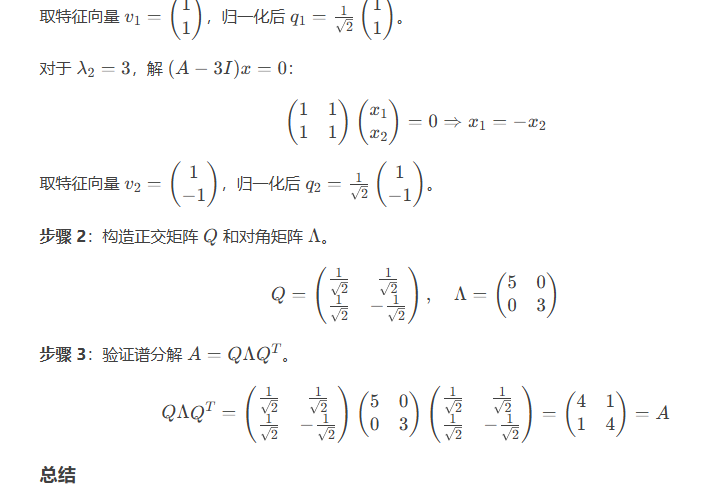 取特征向量 v₁ = (1 1), 归一化后 q₁ = 1/√2 (1 1)。
对于 λ₂ = 3, 解 (A − 3I)x = 0:
(1 1; 1 1) (x₁; x₂) = 0 ⇒ x₁ = −x₂
取特征向量 v₂ = (1; −1), 归一化后 q₂ = 1/√2 (1; −1)。
步骤 2：构造正交矩阵 Q 和对角矩阵 Λ。
Q = (1/√2 1/√2; 1/√2 −1/√2), Λ = (5 0; 0 3)
步骤 3：验证谱分解 A = QΛQᵀ。
QΛQᵀ = (1/√2 1/√2; 1/√2 −1/√2) (5 0; 0 3) (1/√2 1/√2; 1/√2 −1/√2) = (4 1; 1 4) = A
总结